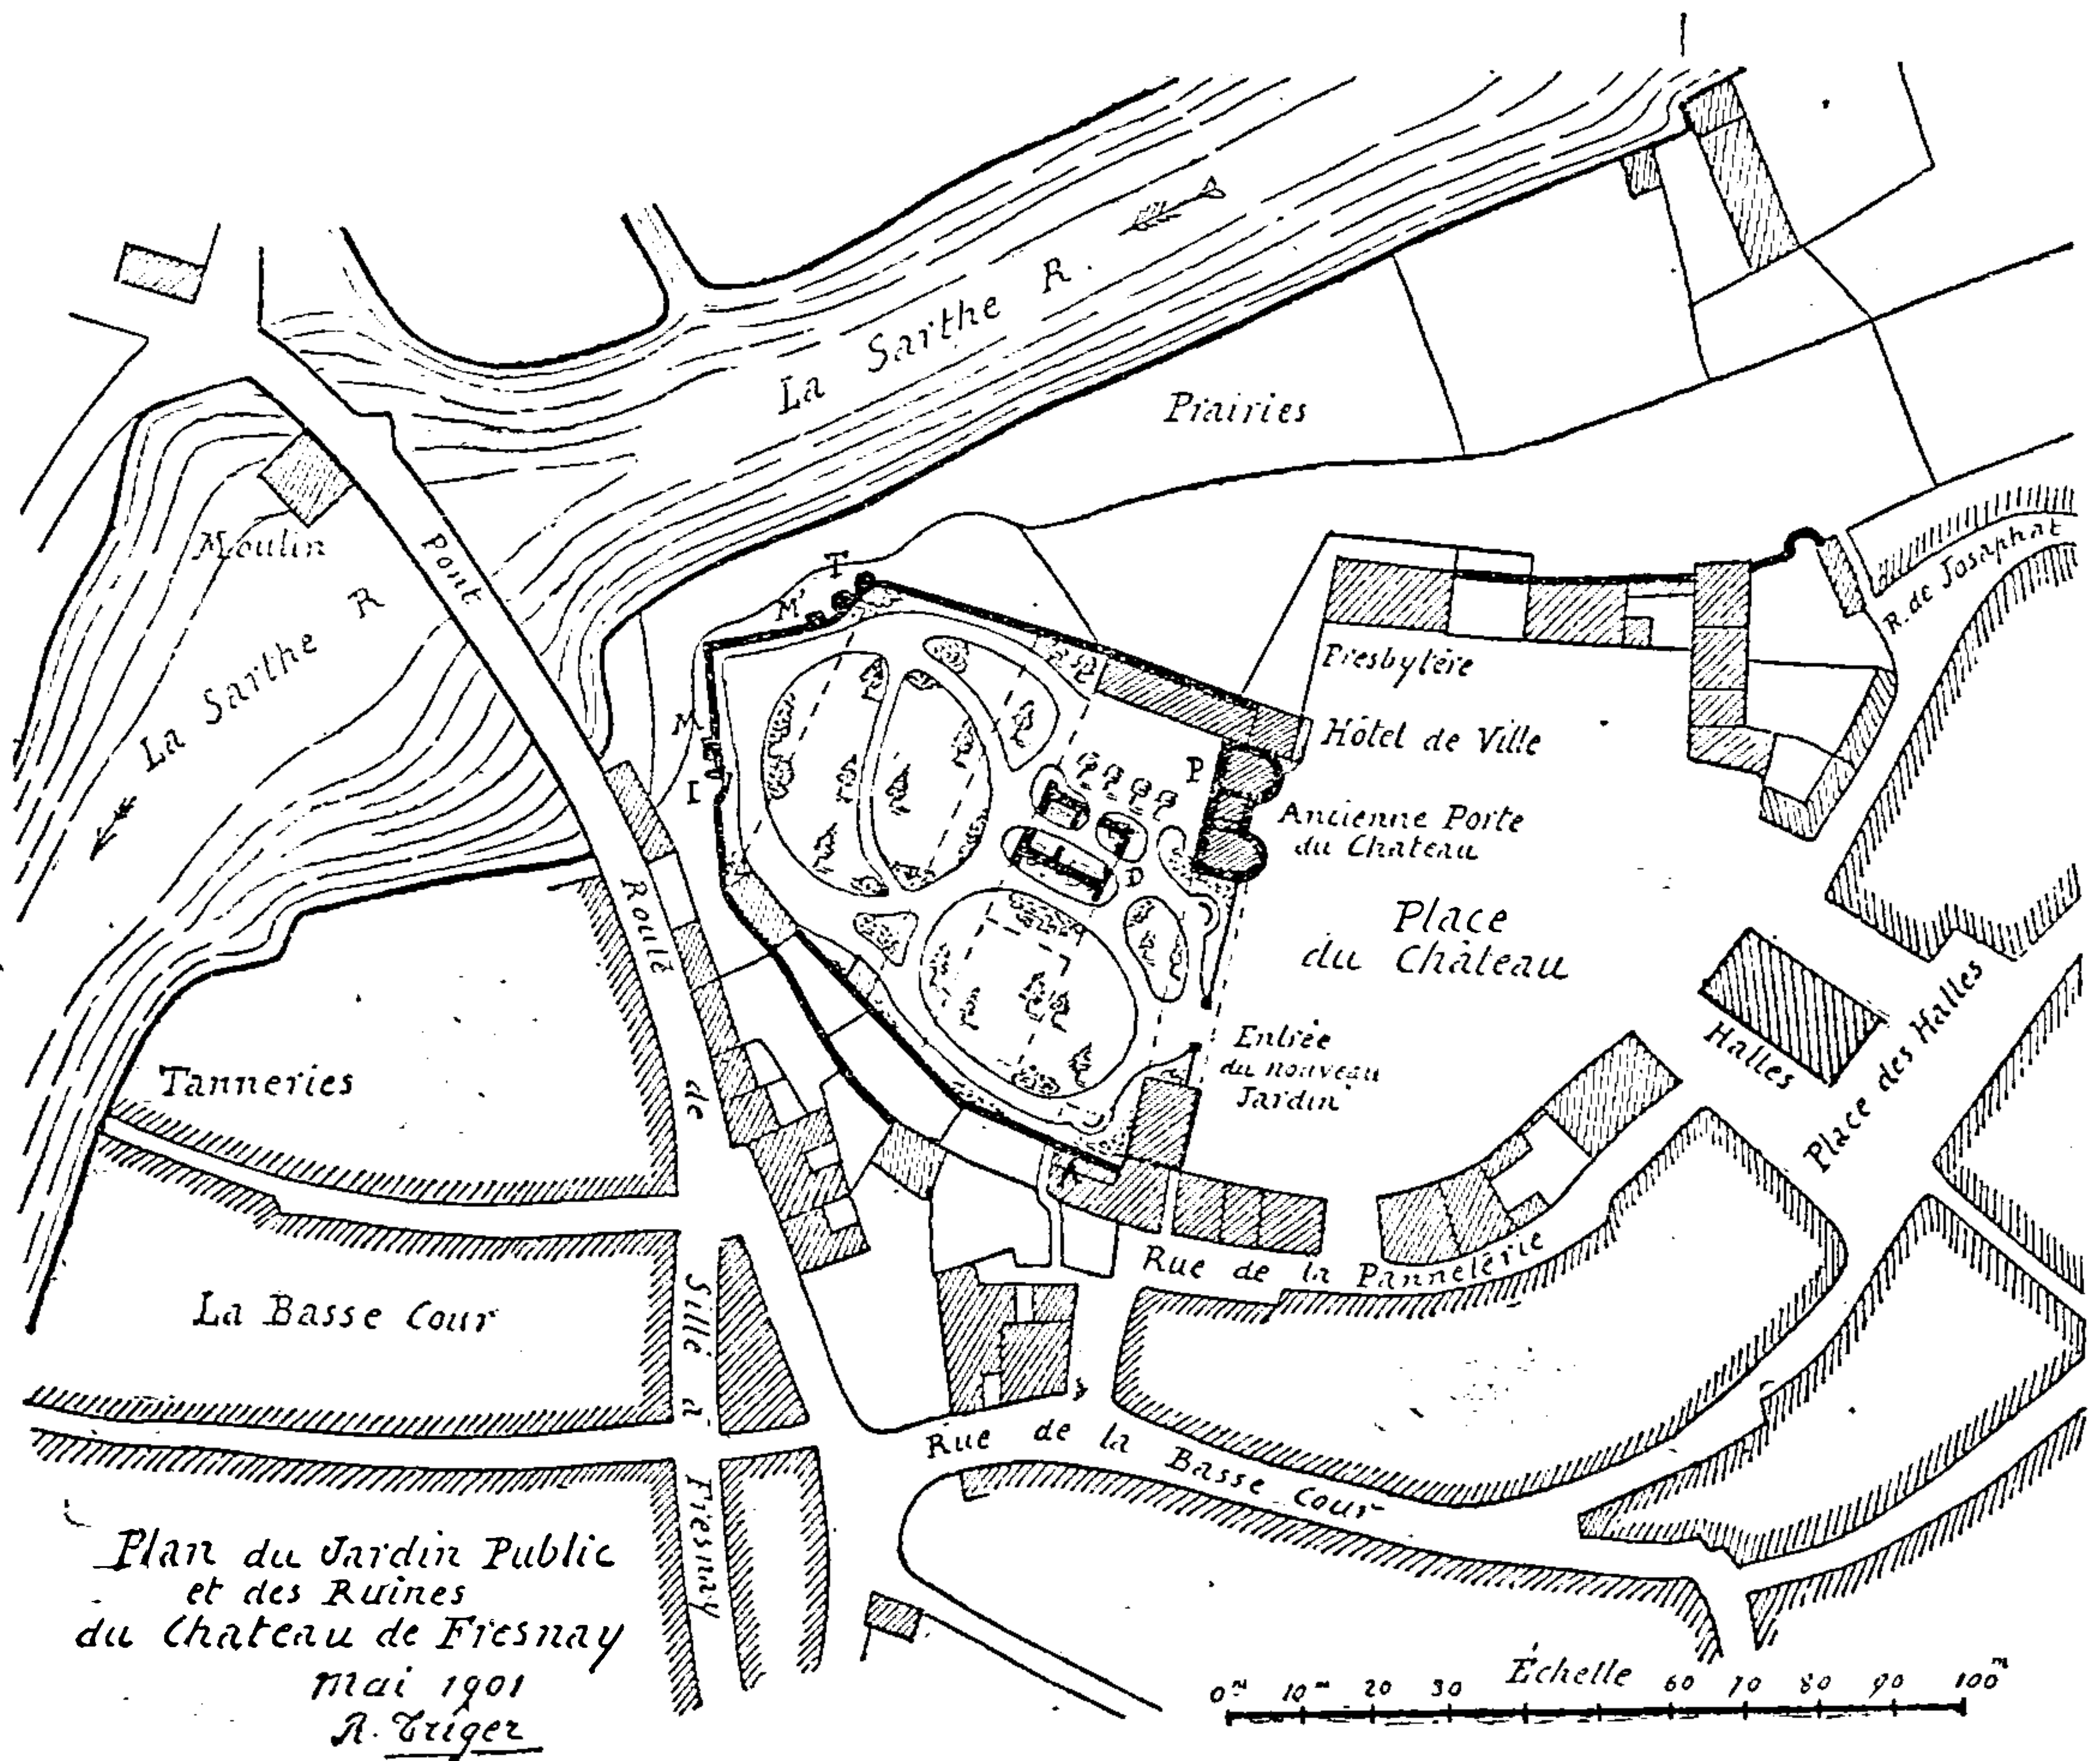 La Sarthe R.
Prairies
Moulin
Pont
La Sarthe R
R. de Josaphat
T
M'
M
I
Presbytère
Hôtel de Ville
P
Ancienne Porte
du Chateau
D
Place
du Château
Route de Sillé à Fresnay
Entrée
du nouveau
Jardin
Halles
Place des Halles
Tanneries
Rue de la Pannelerie
La Basse Cour
Rue de la Basse Cour
Plan du Jardin Public
et des Ruines
du Chateau de Fresnay
Mai 1901
R. Triger
Échelle
0m 10m 20 30 60 70 80 90 100m